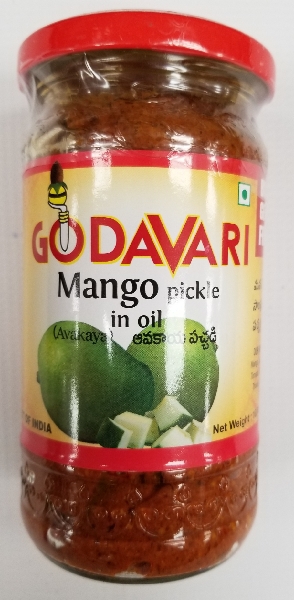 GODAVARI
Mango pickle
in oil
(Avakaya) ఆవకాయ పచ్చడి
OF INDIA
Net Weight: